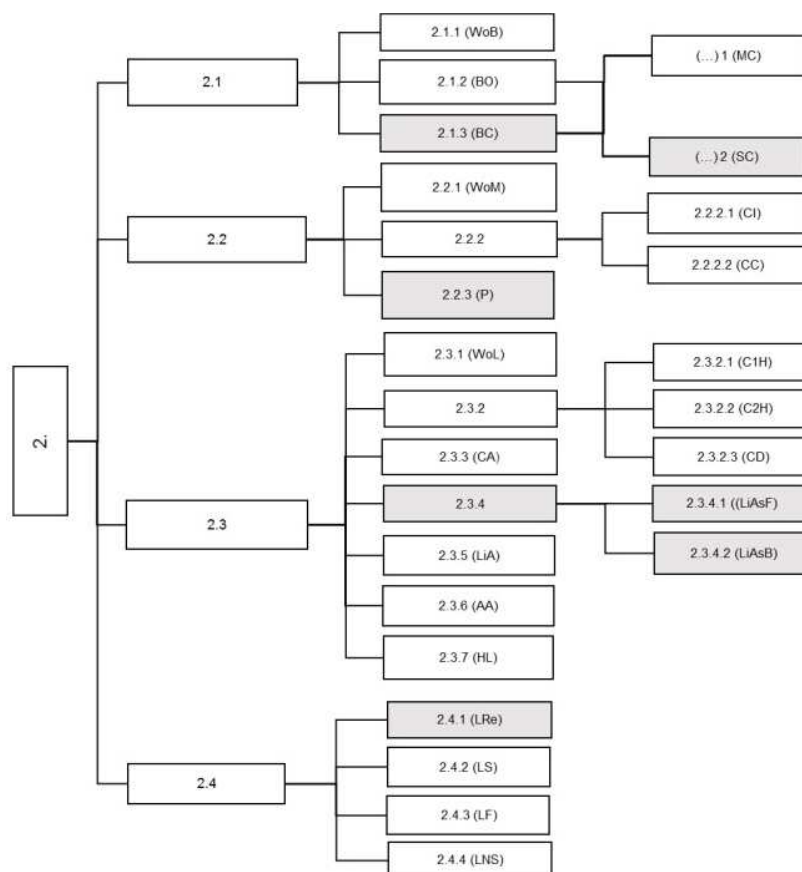 2.
2.1
2.1.1 (WoB)
2.1.2 (BO)
2.1.3 (BC)
(...) 1 (MC)
(...) 2 (SC)
2.2
2.2.1 (WoM)
2.2.2
2.2.2.1 (CI)
2.2.2.2 (CC)
2.2.3 (P)
2.3
2.3.1 (WoL)
2.3.2
2.3.2.1 (C1H)
2.3.2.2 (C2H)
2.3.2.3 (CD)
2.3.3 (CA)
2.3.4
2.3.4.1 ((LiAsF)
2.3.4.2 (LiAsB)
2.3.5 (LiA)
2.3.6 (AA)
2.3.7 (HL)
2.4
2.4.1 (LRe)
2.4.2 (LS)
2.4.3 (LF)
2.4.4 (LNS)